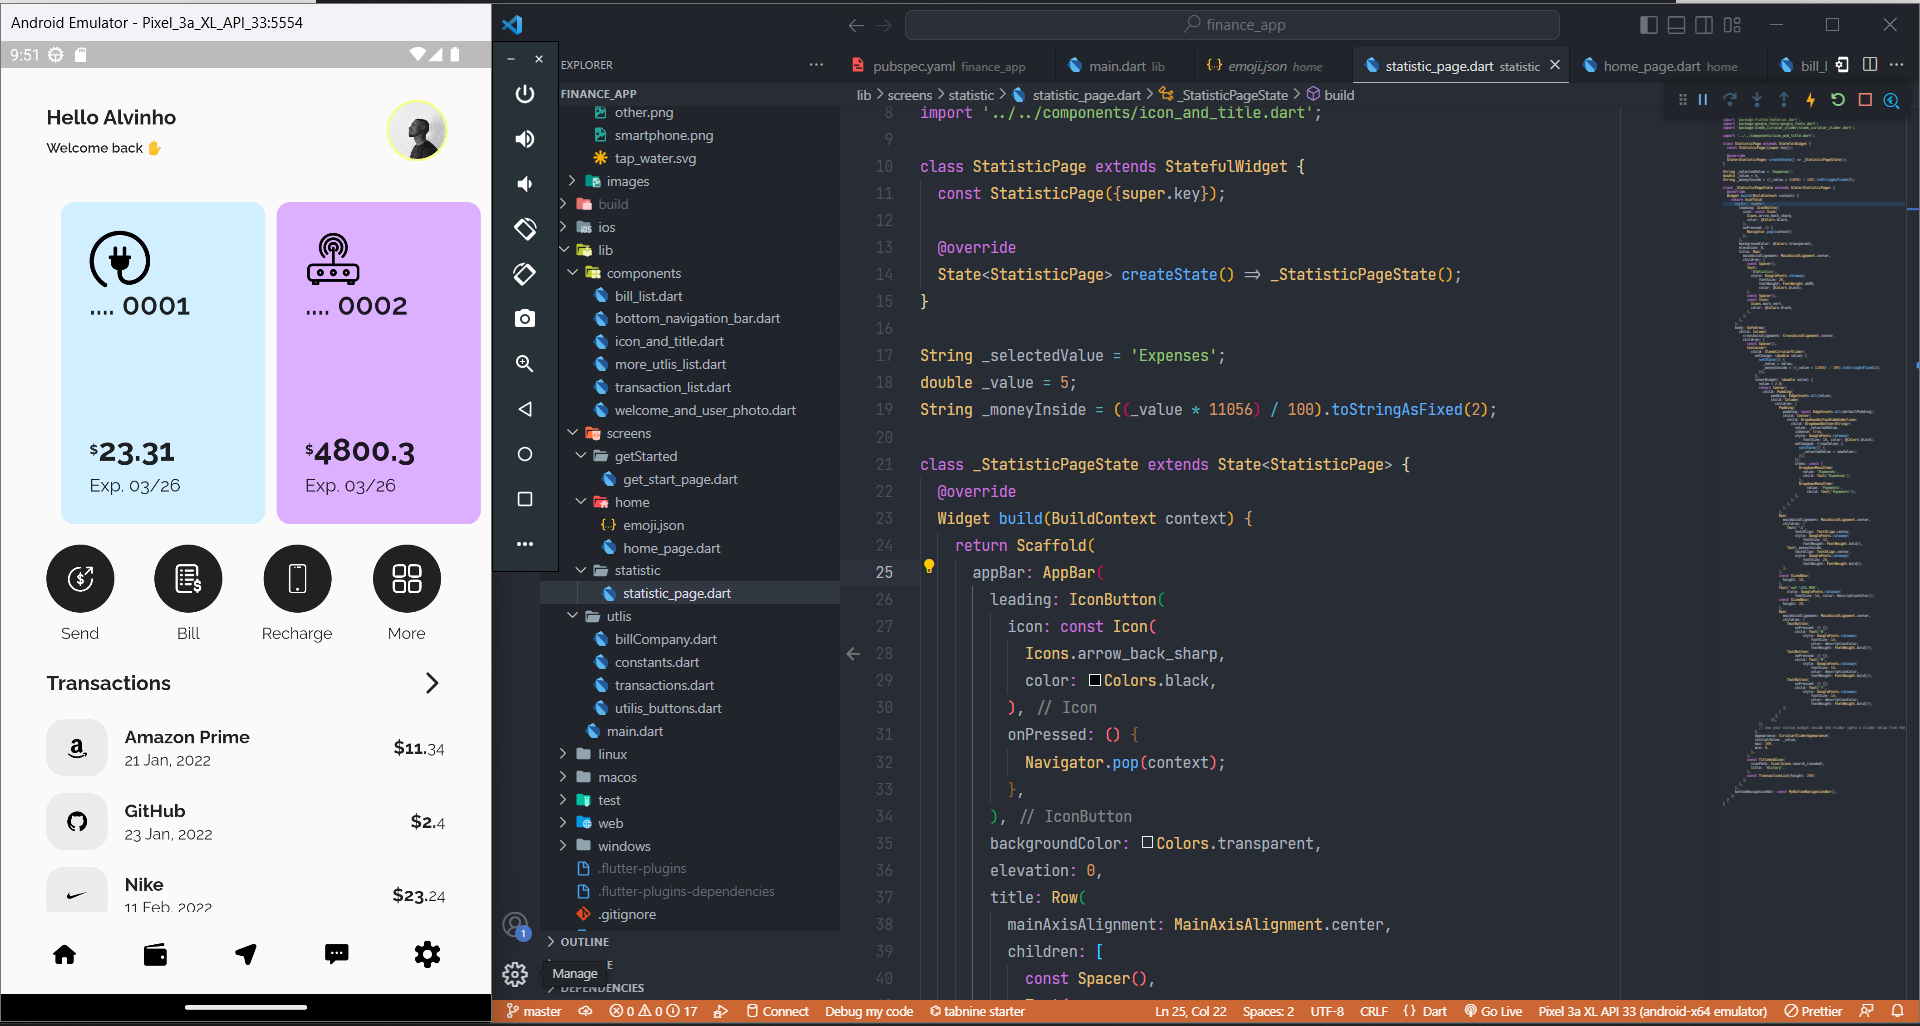 Android Emulator - Pixel_3a_XL_API_33:5554
9:51
Hello Alvinho
Welcome back
.... 0001
$23.31
Exp. 03/26
.... 0002
$4800.3
Exp. 03/26
Send
Bill
Recharge
More
Transactions
Amazon Prime
21 Jan, 2022
$11.34
GitHub
23 Jan, 2022
$2.4
Nike
11 Feb, 2022
$23.24
finance_app
EXPLORER
FINANCE_APP
other.png
smartphone.png
tap_water.svg
images
build
ios
lib
components
bill_list.dart
bottom_navigation_bar.dart
icon_and_title.dart
more_utlis_list.dart
transaction_list.dart
welcome_and_user_photo.dart
screens
getStarted
get_start_page.dart
home
emoji.json
home_page.dart
statistic
statistic_page.dart
utlis
billCompany.dart
constants.dart
transactions.dart
utilis_buttons.dart
main.dart
linux
macos
test
web
windows
.flutter-plugins
.flutter-plugins-dependencies
.gitignore
OUTLINE
DEPENDENCIES
Manage
1
pubspec.yaml finance_app
main.dart lib
emoji.json home
statistic_page.dart statistic
home_page.dart home
bill_l
lib > screens > statistic > statistic_page.dart > _StatisticPageState > build
8 import '../../components/icon_and_title.dart';
9
10 class StatisticPage extends StatefulWidget {
11 const StatisticPage({super.key});
12
13 @override
14 State<StatisticPage> createState() => _StatisticPageState();
15 }
16
17 String _selectedValue = 'Expenses';
18 double _value = 5;
19 String _moneyInside = ((_value * 11056) / 100).toStringAsFixed(2);
20
21 class _StatisticPageState extends State<StatisticPage> {
22 @override
23 Widget build(BuildContext context) {
24 return Scaffold(
25 appBar: AppBar(
26 leading: IconButton(
27 icon: const Icon(
28 Icons.arrow_back_sharp,
29 color: Colors.black,
30 ), // Icon
31 onPressed: () {
32 Navigator.pop(context);
33 },
34 ), // IconButton
35 backgroundColor: Colors.transparent,
36 elevation: 0,
37 title: Row(
38 mainAxisAlignment: MainAxisAlignment.center,
39 children: [
40 const Spacer(),
master
0 0 17
Connect
Debug my code
tabnine starter
Ln 25, Col 22
Spaces: 2
UTF-8
CRLF
{ } Dart
Go Live
Pixel 3a XL API 33 (android-x64 emulator)
Prettier